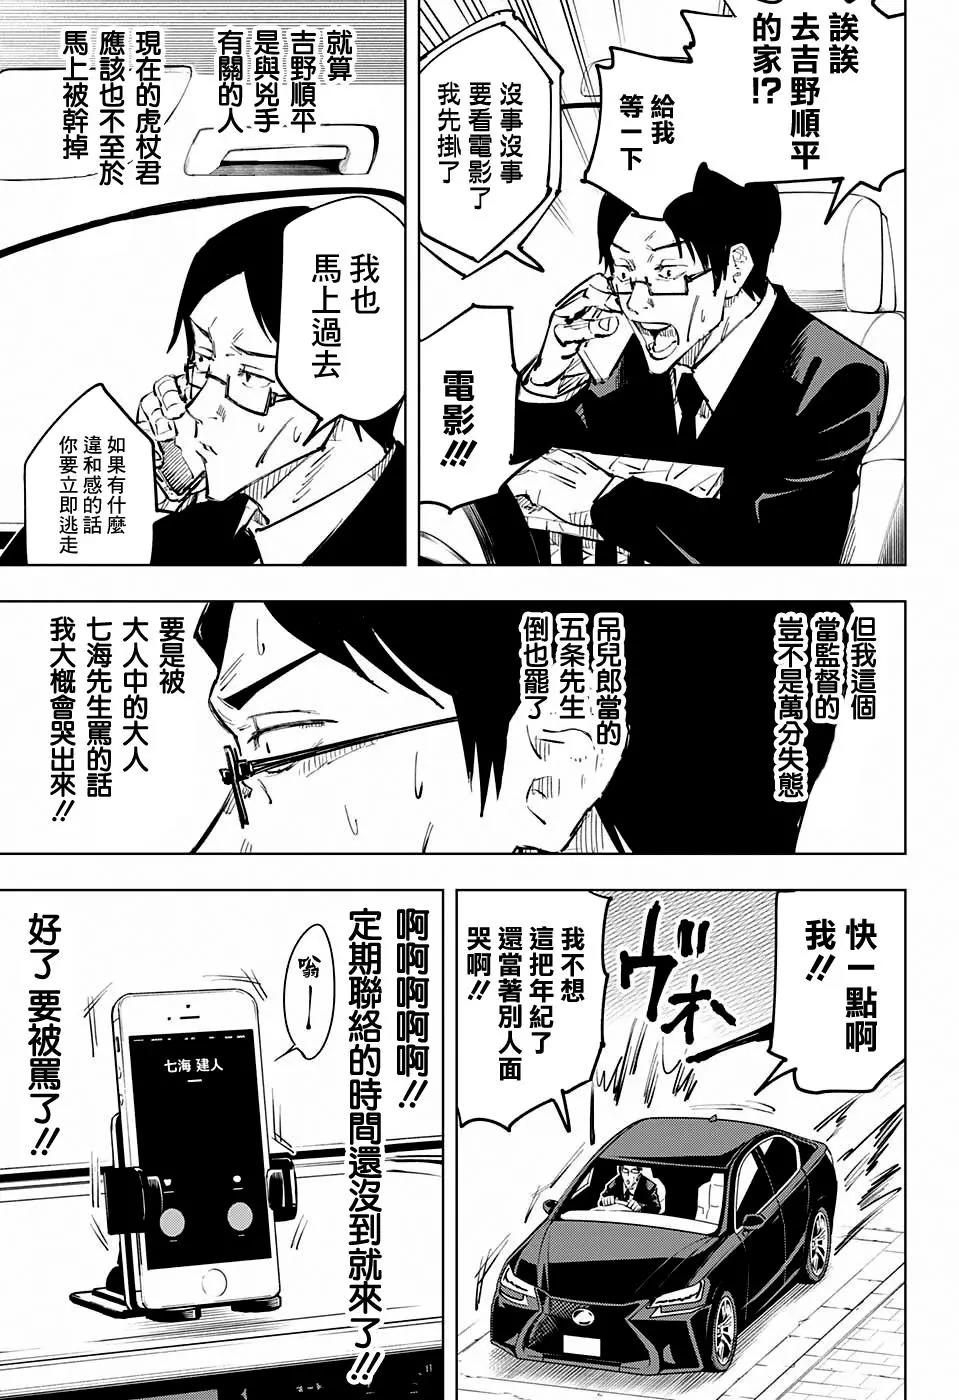 誒誒
去吉野順平
的家!?
給我
等一下
沒事沒事
要看電影了
我先掛了
電影!!!
就算
吉野順平
是與兇手
有關的人
現在的虎杖君
應該也不至於
馬上被幹掉
我也
馬上過去
如果有什麼
違和感的話
你要立即逃走
但我這個
當監督的
豈不是萬分失態
吊兒郎當的
五条先生
倒也罷了
要是被
大人中的大人
七海先生罵的話
我大概會哭出來!!
快一點啊
我!!
ヴオ
我不想
這把年紀了
還當著別人面
哭啊!!
啊啊啊啊啊!!
定期聯絡的時間還沒到就來了!!
嗡ー
七海 建人
好了 要被罵了!!